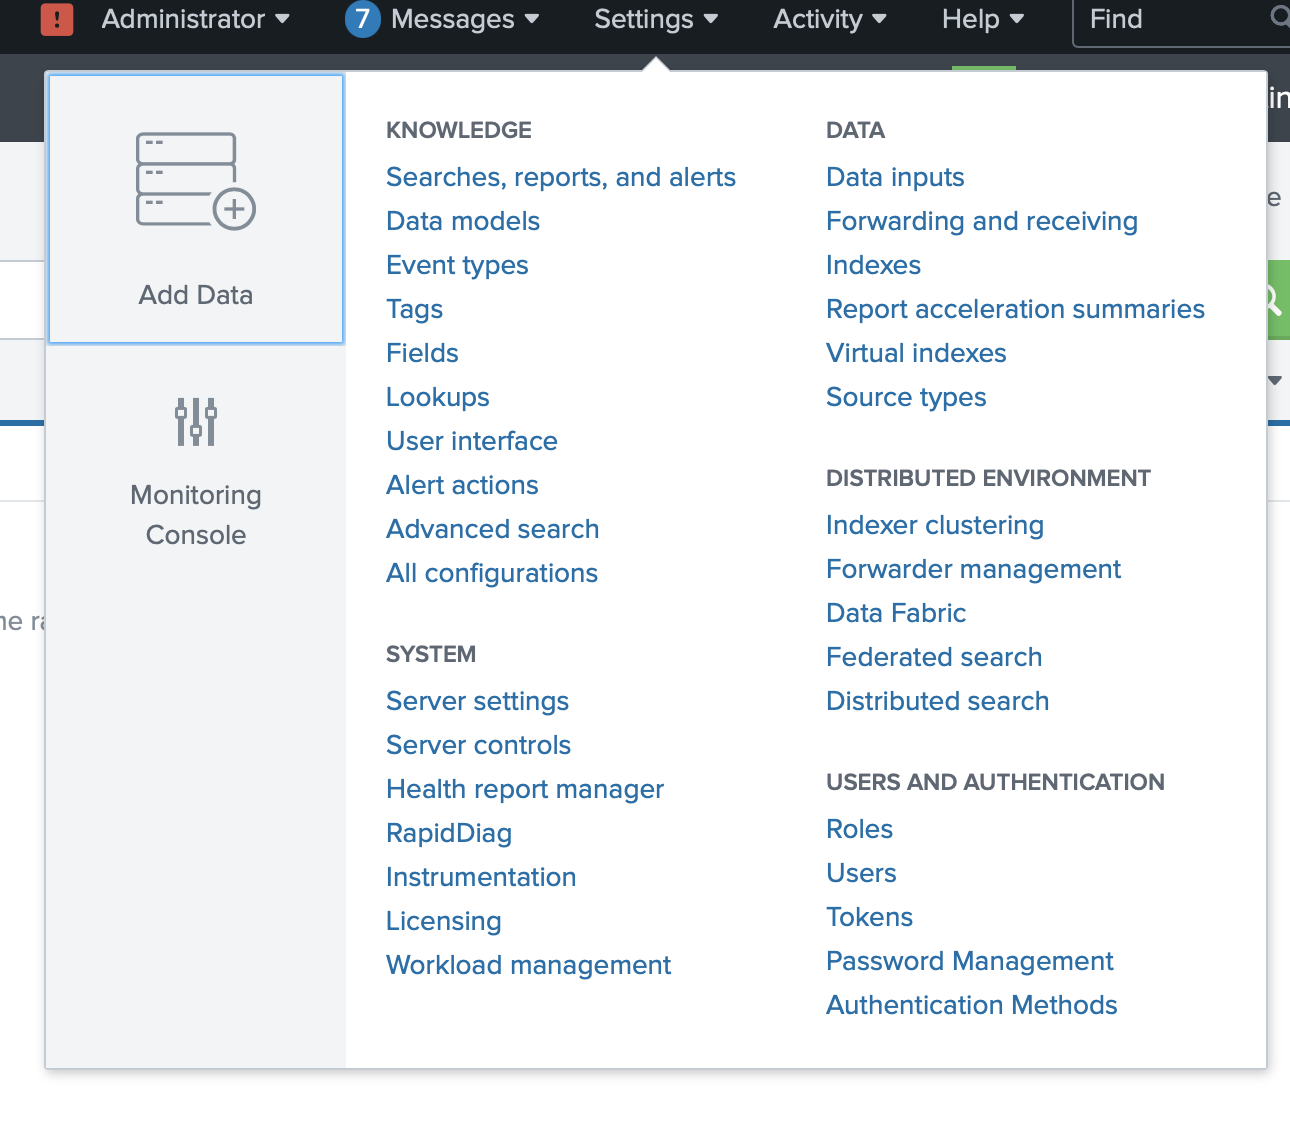 ! Administrator 7 Messages Settings Activity Help Find
Add Data
Monitoring
Console
KNOWLEDGE
Searches, reports, and alerts
Data models
Event types
Tags
Fields
Lookups
User interface
Alert actions
Advanced search
All configurations
SYSTEM
Server settings
Server controls
Health report manager
RapidDiag
Instrumentation
Licensing
Workload management
DATA
Data inputs
Forwarding and receiving
Indexes
Report acceleration summaries
Virtual indexes
Source types
DISTRIBUTED ENVIRONMENT
Indexer clustering
Forwarder management
Data Fabric
Federated search
Distributed search
USERS AND AUTHENTICATION
Roles
Users
Tokens
Password Management
Authentication Methods